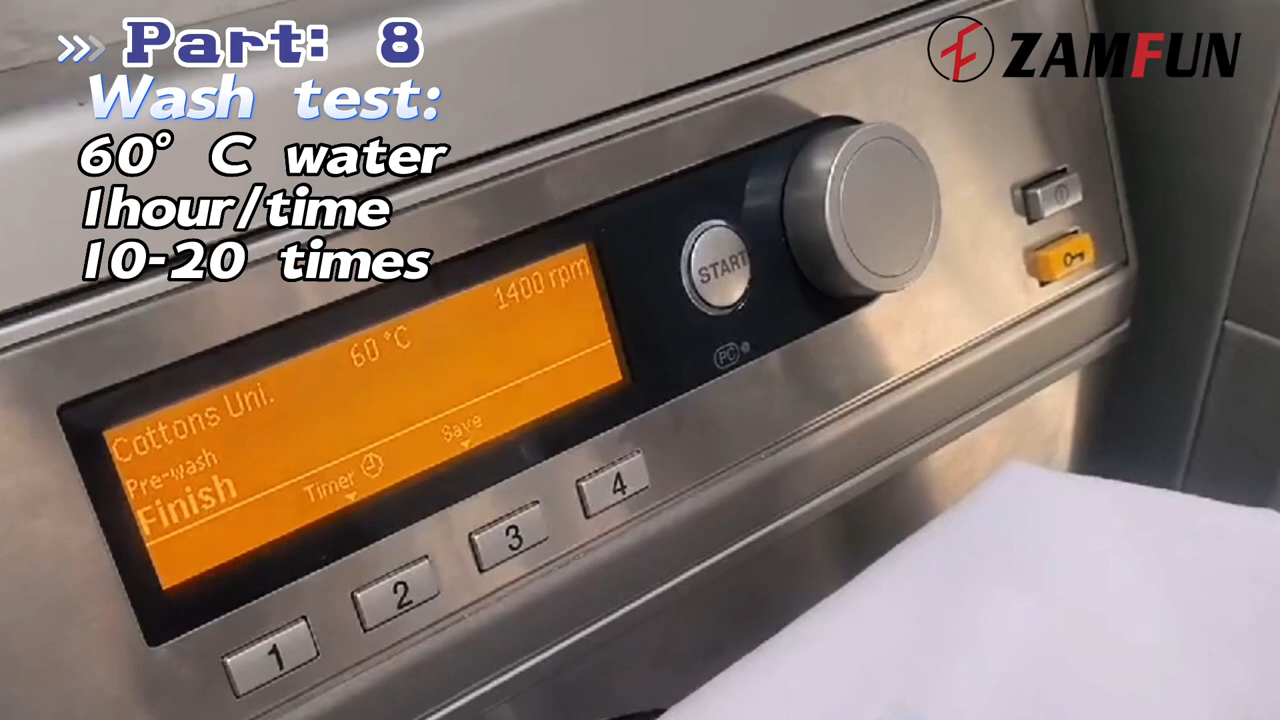 >>> Part: 8
Wash test:
60° C water
1hour/time
10-20 times
ZAMFUN
1400 rpm
60 °C
Cottons Uni.
Pre-wash
Finish
Timer
Save
START
PC
1
2
3
4